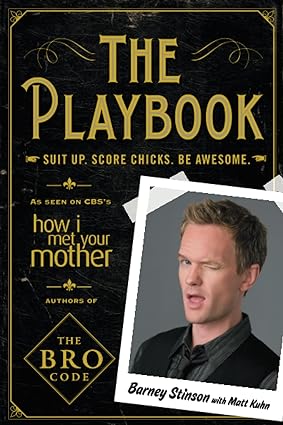 THE
PLAYBOOK
SUIT UP. SCORE CHICKS. BE AWESOME.
AS SEEN ON CBS's
how i
met your
mother
AUTHORS OF
THE
BRO
CODE
Barney Stinson with Matt Kuhn